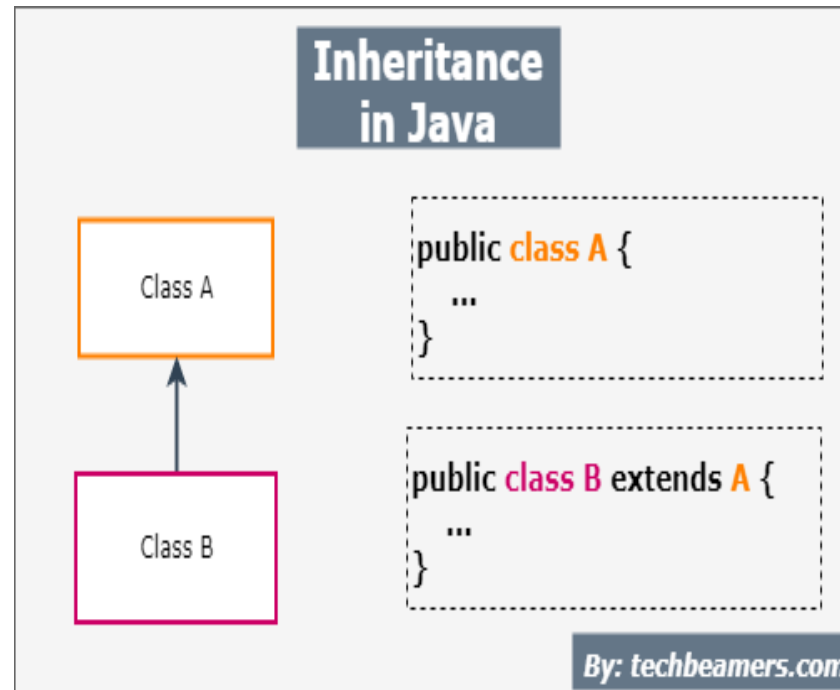 Inheritance
in Java
Class A
public class A {
...
}
Class B
public class B extends A {
...
}
By: techbeamers.com